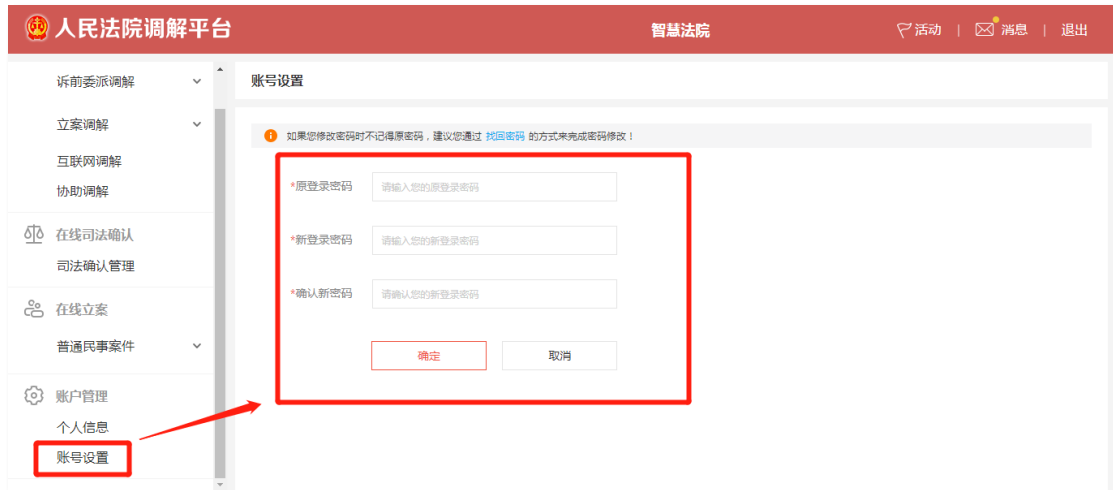 人民法院调解平台
智慧法院
活动 | 消息 | 退出
诉前委派调解
立案调解
互联网调解
协助调解
在线司法确认
司法确认管理
在线立案
普通民事案件
账户管理
个人信息
账号设置
账号设置
如果您修改密码时不记得原密码，建议您通过 找回密码 的方式来完成密码修改！
*原登录密码 请输入您的原登录密码
*新登录密码 请输入您的新登录密码
*确认新密码 请确认您的新登录密码
确定 取消